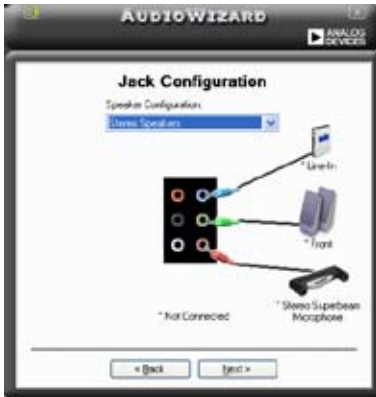 AUDIOWIZARD
ANALOG
DEVICES
Jack Configuration
Speaker Configuration:
Stereo Speakers
* Line-In
* Front
* Not Connected
* Stereo Superbeam
Microphone
< Back
Next >